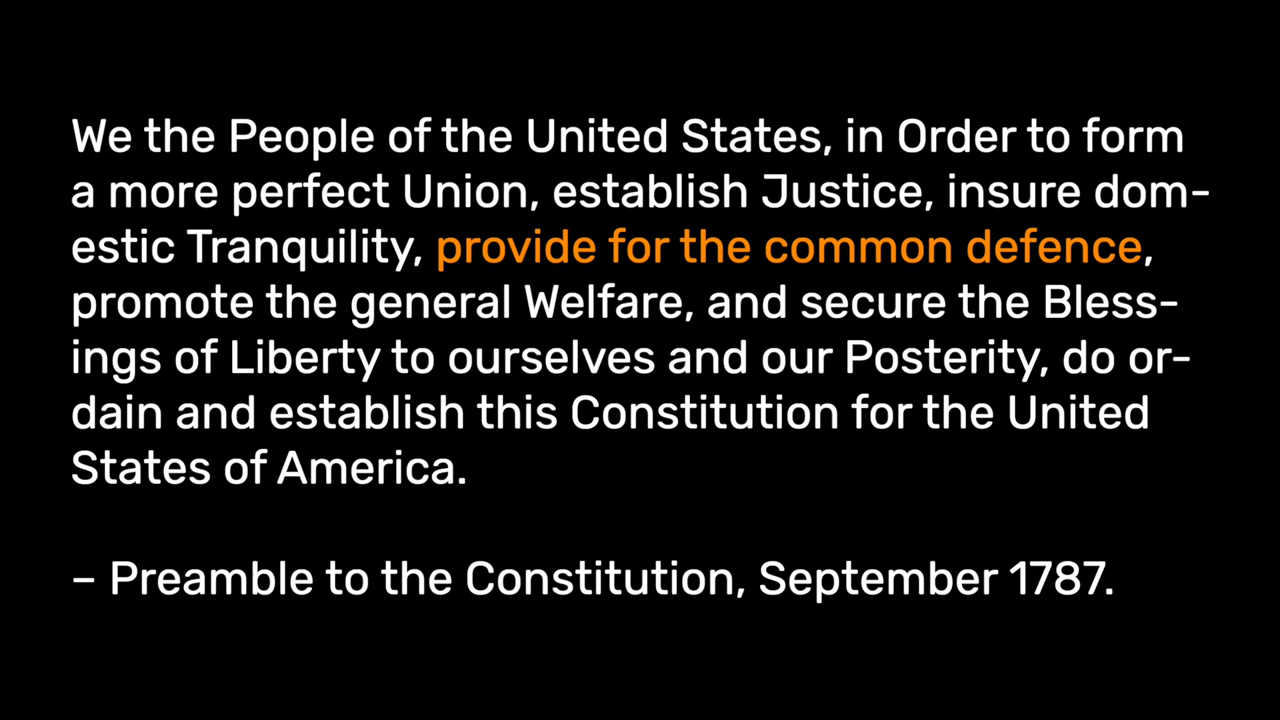 We the People of the United States, in Order to form
a more perfect Union, establish Justice, insure dom-
estic Tranquility, provide for the common defence,
promote the general Welfare, and secure the Bless-
ings of Liberty to ourselves and our Posterity, do or-
dain and establish this Constitution for the United
States of America.
– Preamble to the Constitution, September 1787.